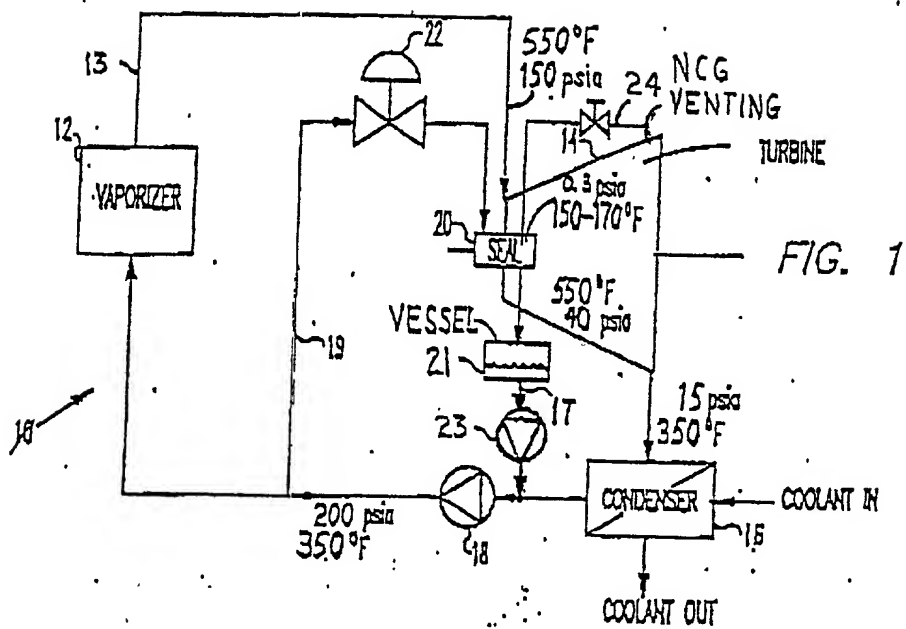 13
22
550°F
150 psia
NCG
24 VENTING
12
VAPORIZER
14
TURBINE
0.3 psia
150-170°F
20
SEAL
FIG. 1
550°F
40 psia
VESSEL
21
19
17
15 psia
350°F
10
23
CONDENSER
COOLANT IN
16
200 psia
350°F
18
COOLANT OUT